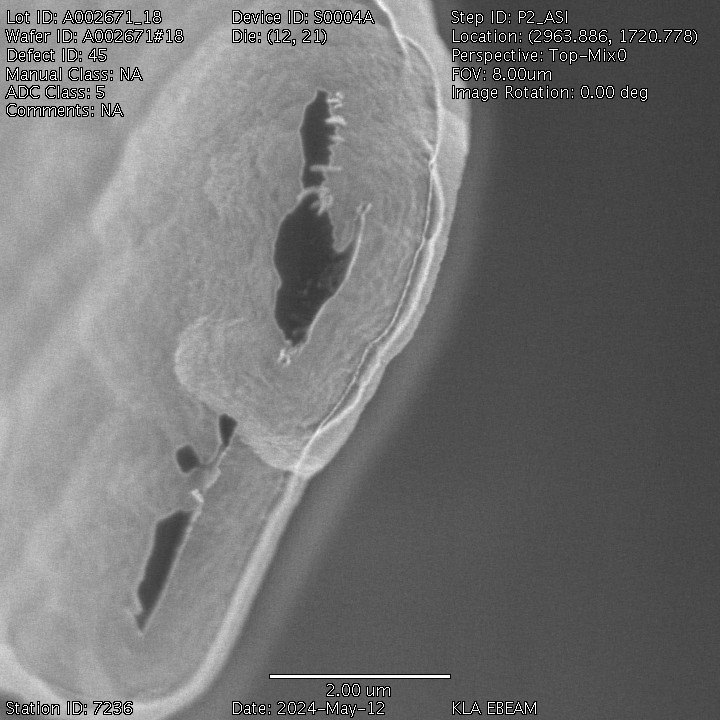 Lot ID: A002671_18 Device ID: S0004A Step ID: P2_ASI
Wafer ID: A002671#18 Die: (12, 21) Location: (2963.886, 1720.778)
Defect ID: 45 Perspective: Top-Mix0
Manual Class: NA FOV: 8.00um
ADC Class: 5 Image Rotation: 0.00 deg
Comments: NA
2.00 um
Station ID: 7236 Date: 2024-May-12 KLA EBEAM